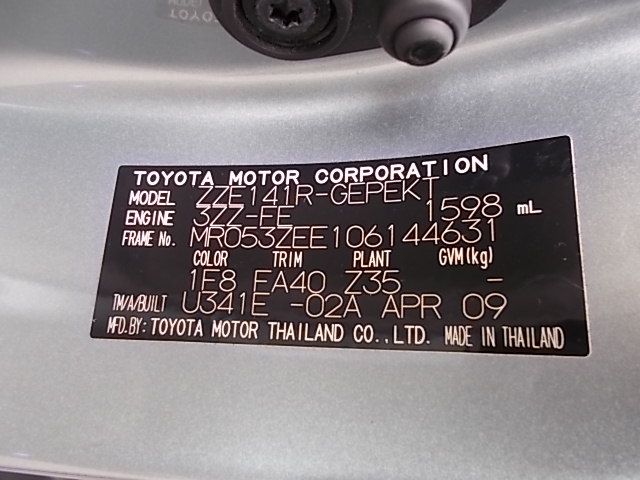 TOYOTA MOTOR CORPORATION
MODEL ZZE141R-GEPEKT
ENGINE 3ZZ-FE 1598 mL
FRAME No. MR053ZEE106144631
COLOR TRIM PLANT GVM(kg)
1F8 FA40 Z35 -
TM/A/BUILT U341E -02A APR 09
MFD.BY: TOYOTA MOTOR THAILAND CO.,LTD. MADE IN THAILAND